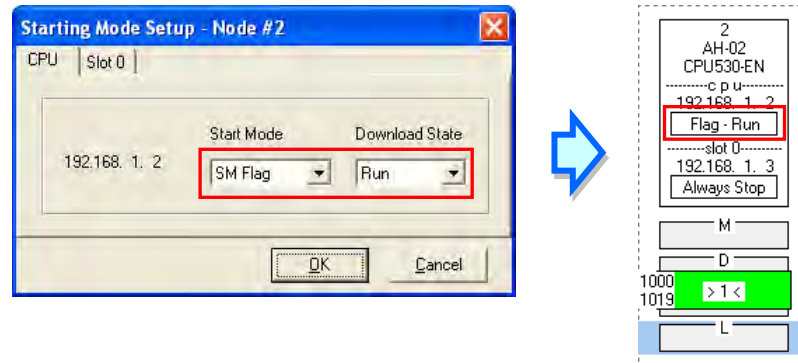 Starting Mode Setup - Node #2
CPU
Slot 0
Start Mode
Download State
192.168. 1. 2
SM Flag
Run
OK
Cancel
2
AH-02
CPU530-EN
---------c p u---------
192.168. 1. 2
Flag - Run
--------slot 0---------
192.168. 1. 3
Always Stop
M
D
1000
1019
> 1 <
L